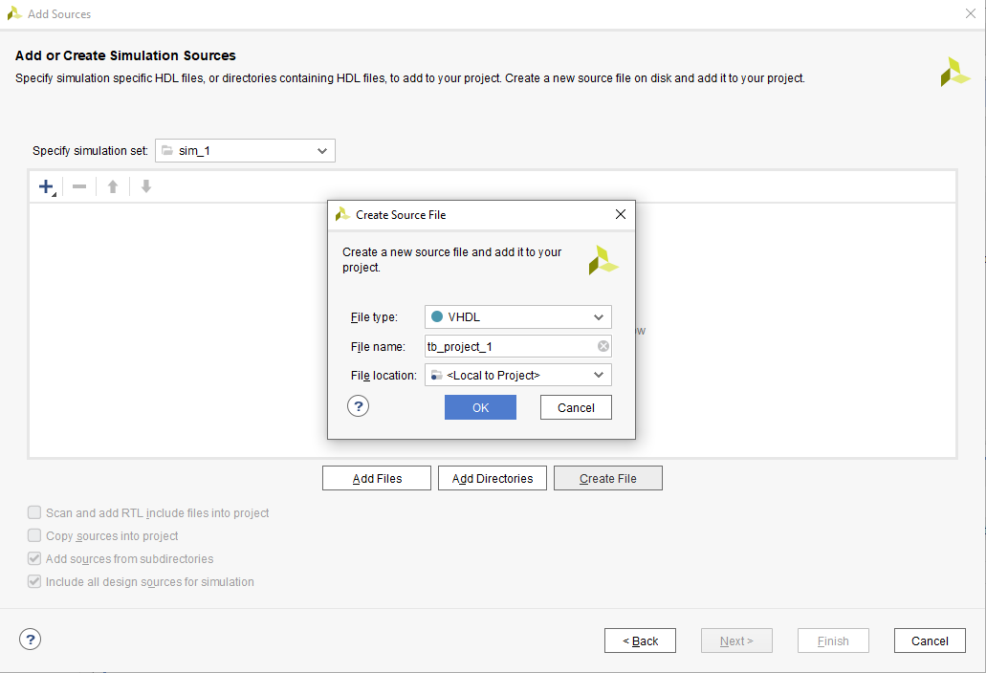 Add Sources
Add or Create Simulation Sources
Specify simulation specific HDL files, or directories containing HDL files, to add to your project. Create a new source file on disk and add it to your project.
Specify simulation set: sim_1
Create Source File
Create a new source file and add it to your
project.
File type: VHDL
File name: tb_project_1
File location: <Local to Project>
? OK Cancel
Add Files Add Directories Create File
Scan and add RTL include files into project
Copy sources into project
Add sources from subdirectories
Include all design sources for simulation
? < Back Next > Finish Cancel